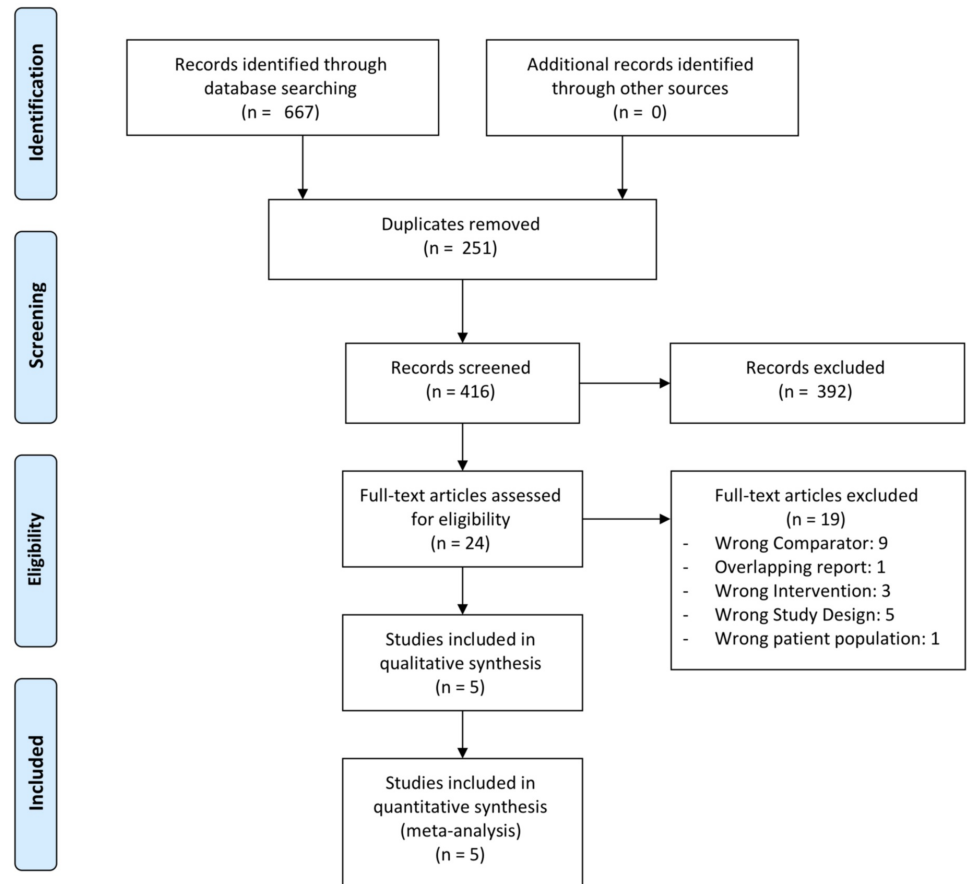 Identification
Records identified through
database searching
(n = 667)
Additional records identified
through other sources
(n = 0)
Duplicates removed
(n = 251)
Screening
Records screened
(n = 416)
Records excluded
(n = 392)
Eligibility
Full-text articles assessed
for eligibility
(n = 24)
Full-text articles excluded
(n = 19)
- Wrong Comparator: 9
- Overlapping report: 1
- Wrong Intervention: 3
- Wrong Study Design: 5
- Wrong patient population: 1
Studies included in
qualitative synthesis
(n = 5)
Included
Studies included in
quantitative synthesis
(meta-analysis)
(n = 5)